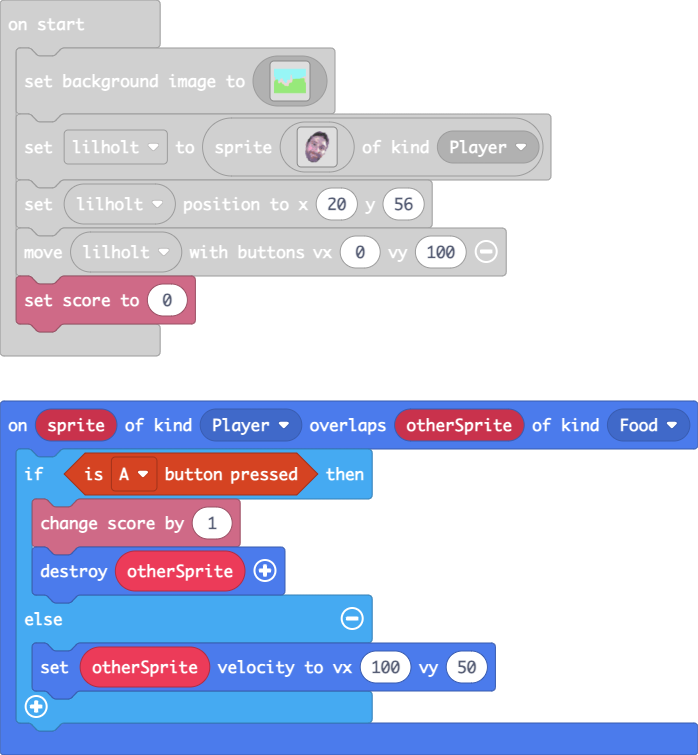 on start
set background image to
set lilholt to sprite of kind Player
set lilholt position to x 20 y 56
move lilholt with buttons vx 0 vy 100
set score to 0
on sprite of kind Player overlaps otherSprite of kind Food
if is A button pressed then
change score by 1
destroy otherSprite
else
set otherSprite velocity to vx 100 vy 50